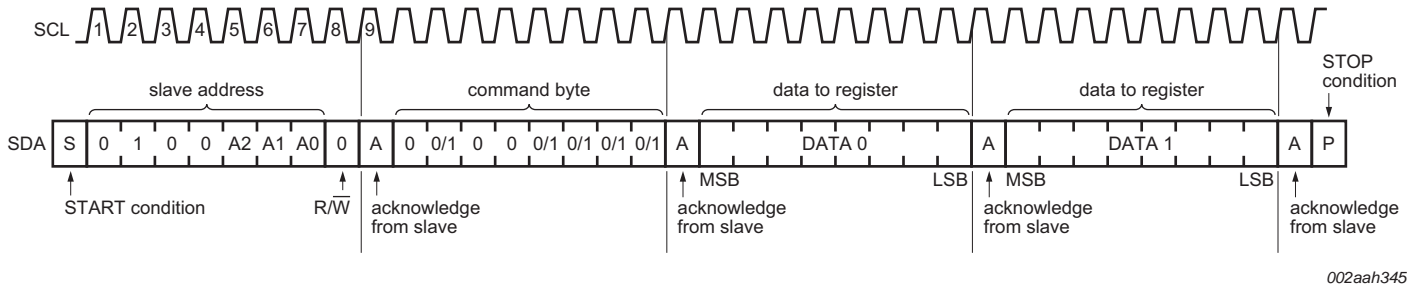 SCL 1 2 3 4 5 6 7 8 9
STOP
condition
slave address command byte data to register data to register
SDA S 0 1 0 0 A2 A1 A0 0 A 0 0/1 0 0 0/1 0/1 0/1 0/1 A DATA 0 A DATA 1 A P
MSB LSB MSB LSB
START condition R/W̅ acknowledge acknowledge acknowledge acknowledge
from slave from slave from slave from slave
002aah345